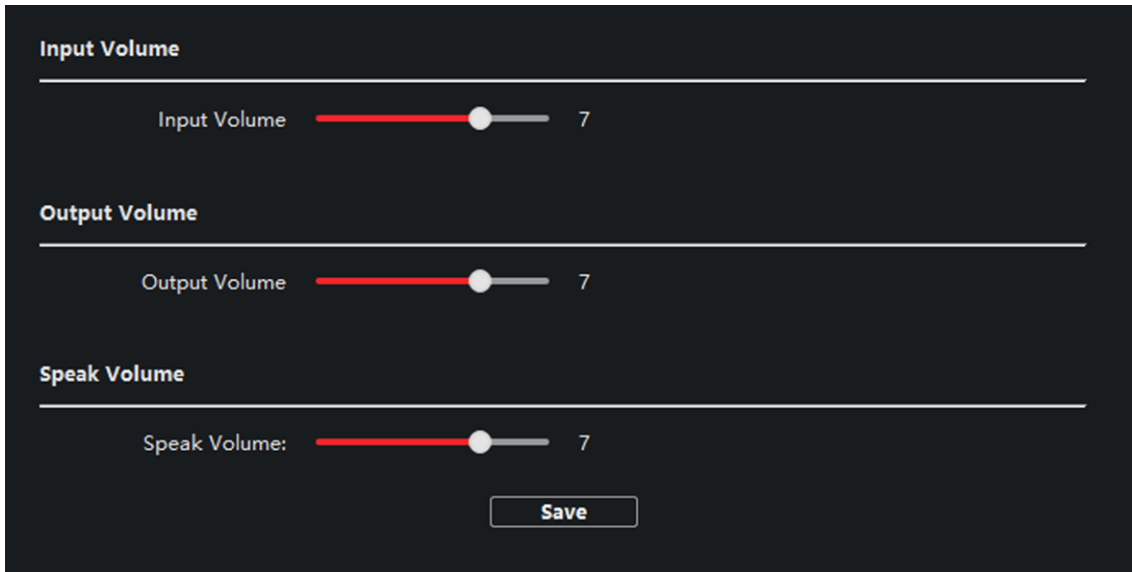 Input Volume
Input Volume 7
Output Volume
Output Volume 7
Speak Volume
Speak Volume: 7
Save